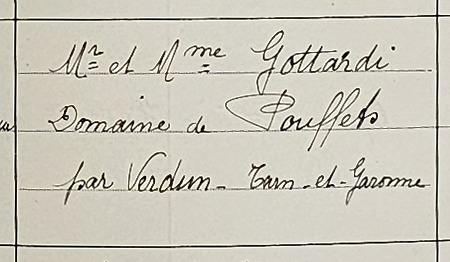 Mr et Mme Gottardi
Domaine de Pouffets
par Verdun - Tarn-et-Garonne